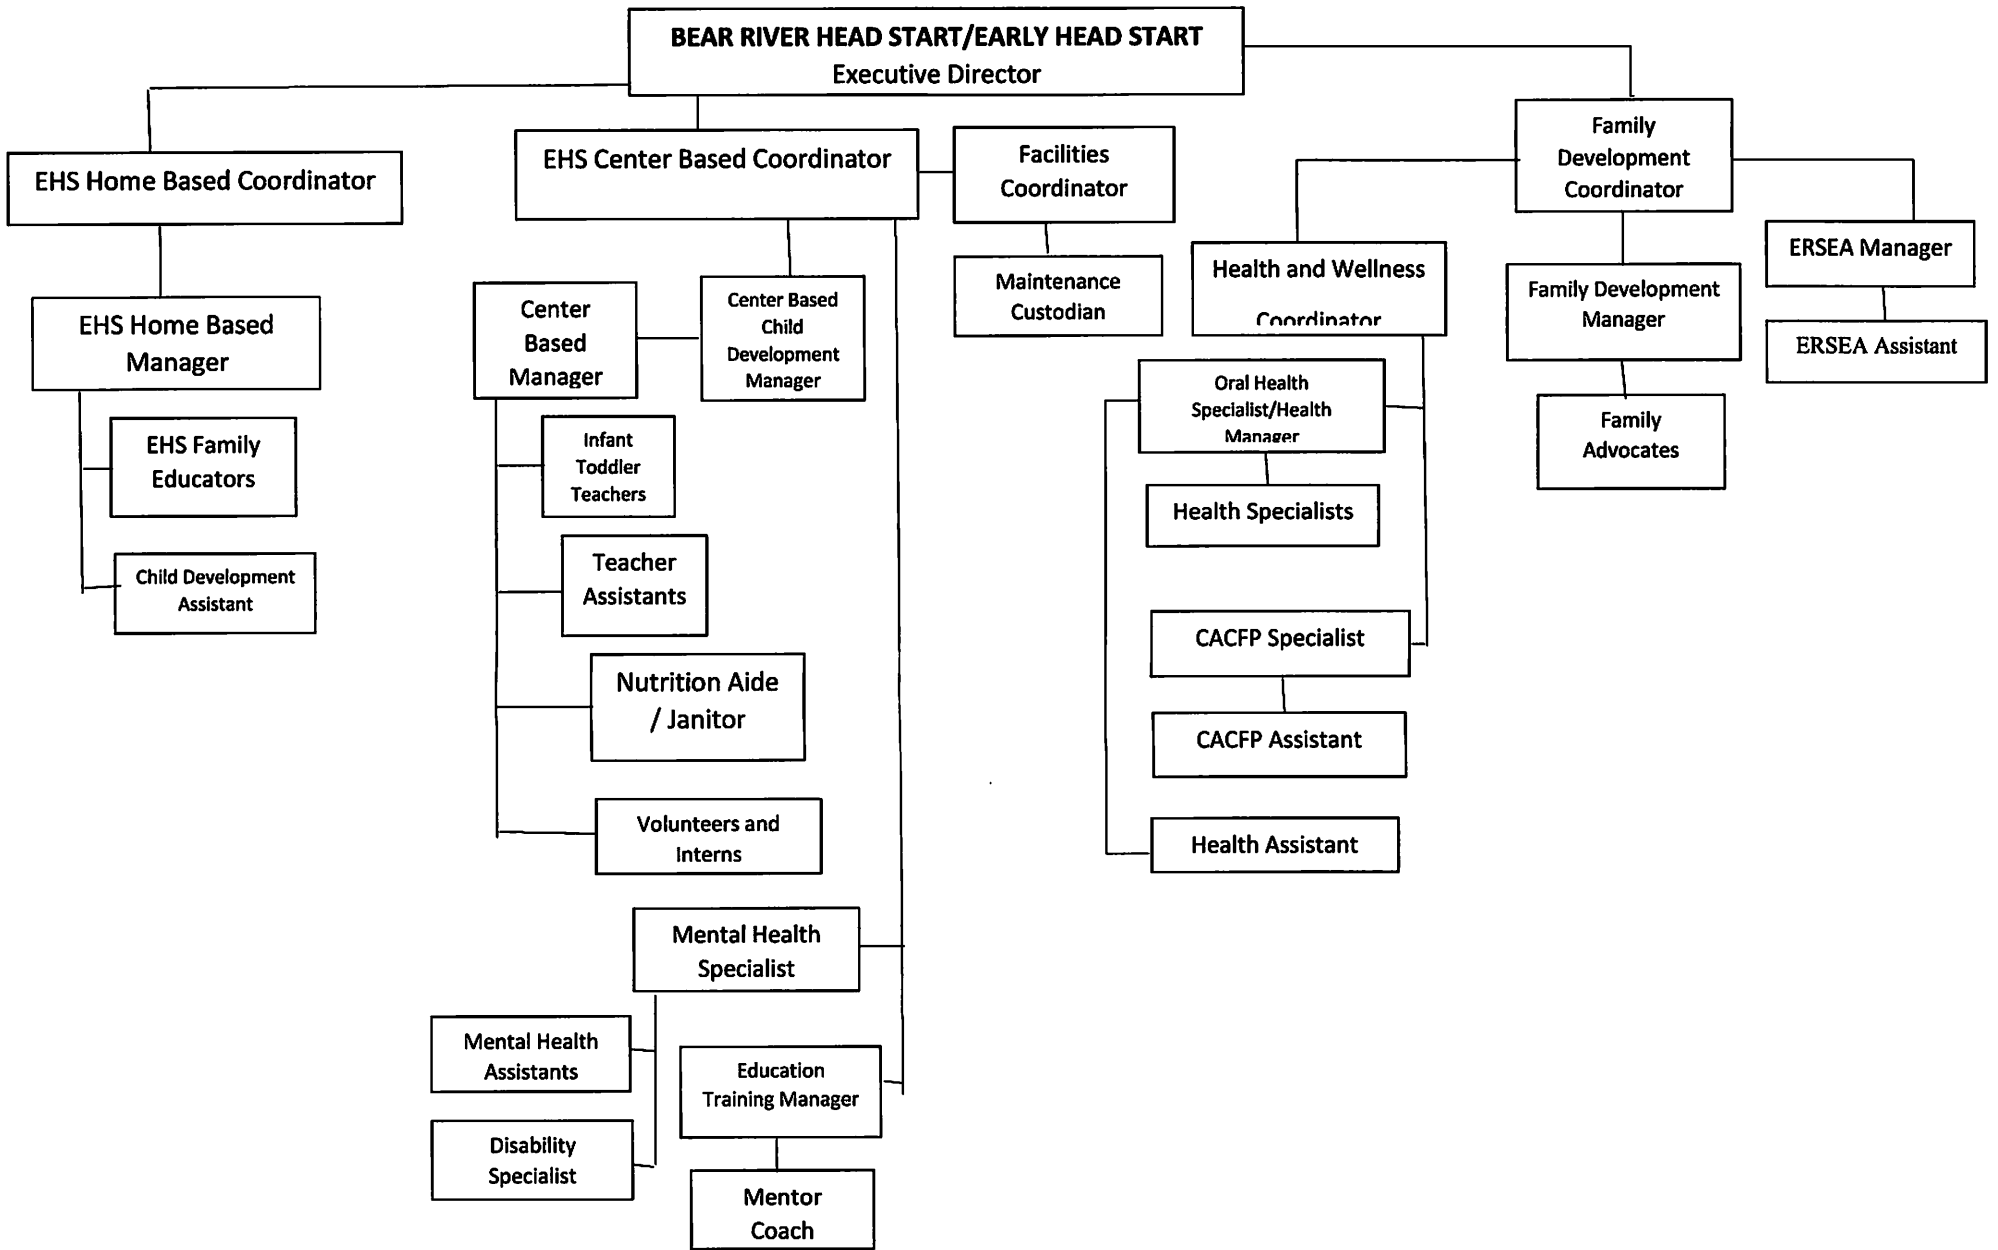 BEAR RIVER HEAD START/EARLY HEAD START
Executive Director
EHS Home Based Coordinator
EHS Home Based
Manager
EHS Family
Educators
Child Development
Assistant
EHS Center Based Coordinator
Facilities
Coordinator
Maintenance
Custodian
Center
Based
Manager
Center Based
Child
Development
Manager
Infant
Toddler
Teachers
Teacher
Assistants
Nutrition Aide
/ Janitor
Volunteers and
Interns
Mental Health
Specialist
Mental Health
Assistants
Disability
Specialist
Education
Training Manager
Mentor
Coach
Family
Development
Coordinator
Health and Wellness
Coordinator
Oral Health
Specialist/Health
Manager
Health Specialists
CACFP Specialist
CACFP Assistant
Health Assistant
Family Development
Manager
Family
Advocates
ERSEA Manager
ERSEA Assistant